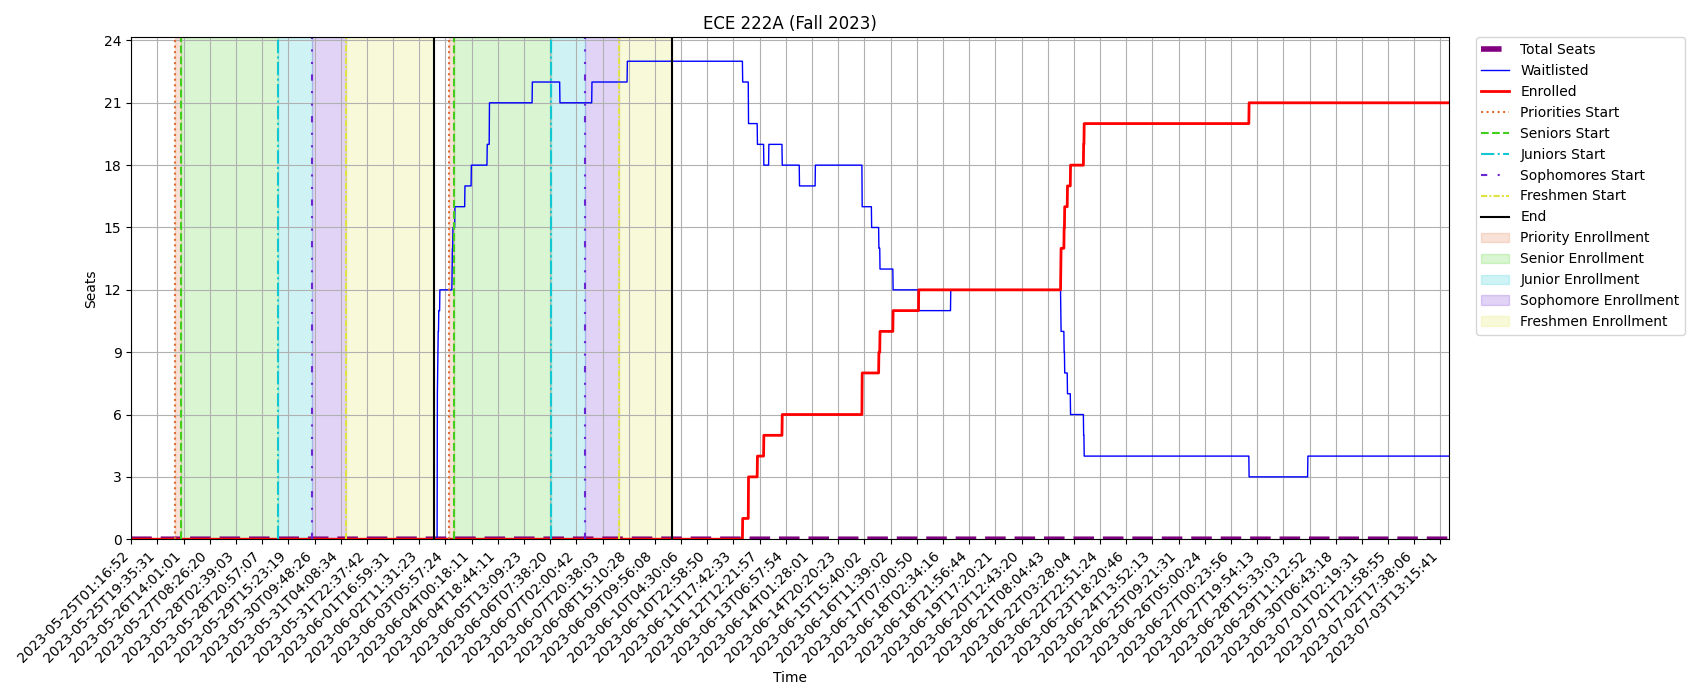 ECE 222A (Fall 2023)
24
21
18
15
12
9
6
3
0
Seats
2023-05-25T01:16:52
2023-05-25T19:35:31
2023-05-26T14:01:01
2023-05-27T08:26:20
2023-05-28T02:39:03
2023-05-28T20:57:07
2023-05-29T15:23:19
2023-05-30T09:48:26
2023-05-31T04:08:34
2023-05-31T22:37:42
2023-06-01T16:59:31
2023-06-02T11:31:23
2023-06-03T05:57:24
2023-06-04T00:18:11
2023-06-04T18:44:11
2023-06-05T13:09:23
2023-06-06T07:38:20
2023-06-07T02:00:42
2023-06-07T20:38:03
2023-06-08T15:10:28
2023-06-09T09:56:08
2023-06-10T04:30:06
2023-06-10T22:58:50
2023-06-11T17:42:33
2023-06-12T12:21:57
2023-06-13T06:57:54
2023-06-14T01:28:01
2023-06-14T20:20:23
2023-06-15T15:40:02
2023-06-16T11:39:02
2023-06-17T07:00:50
2023-06-18T02:34:16
2023-06-18T21:56:44
2023-06-19T17:20:21
2023-06-20T12:43:20
2023-06-21T08:04:43
2023-06-22T03:28:04
2023-06-22T22:51:24
2023-06-23T18:20:46
2023-06-24T13:52:13
2023-06-25T09:21:31
2023-06-26T05:00:24
2023-06-27T00:23:56
2023-06-27T19:54:13
2023-06-28T15:33:03
2023-06-29T11:12:52
2023-06-30T06:43:18
2023-07-01T02:19:31
2023-07-01T21:58:55
2023-07-02T17:38:06
2023-07-03T13:15:41
Time
Total Seats
Waitlisted
Enrolled
Priorities Start
Seniors Start
Juniors Start
Sophomores Start
Freshmen Start
End
Priority Enrollment
Senior Enrollment
Junior Enrollment
Sophomore Enrollment
Freshmen Enrollment